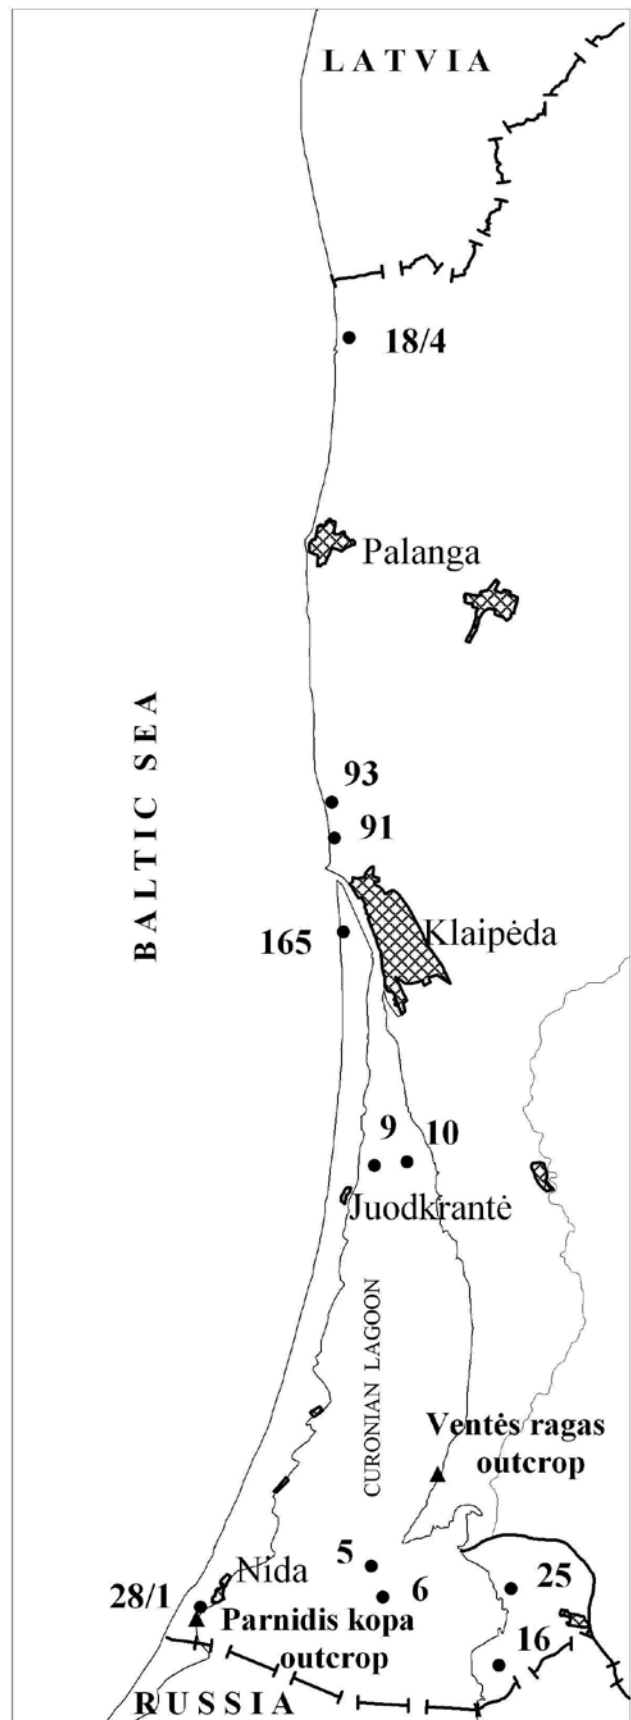 LATVIA
18/4
Palanga
BALTIC SEA
93
91
Klaipėda
165
9
10
Juodkrantė
CURONIAN LAGOON
Ventės ragas
outcrop
5
Nida
25
28/1
6
Parnidis kopa
outcrop
16
RUSSIA